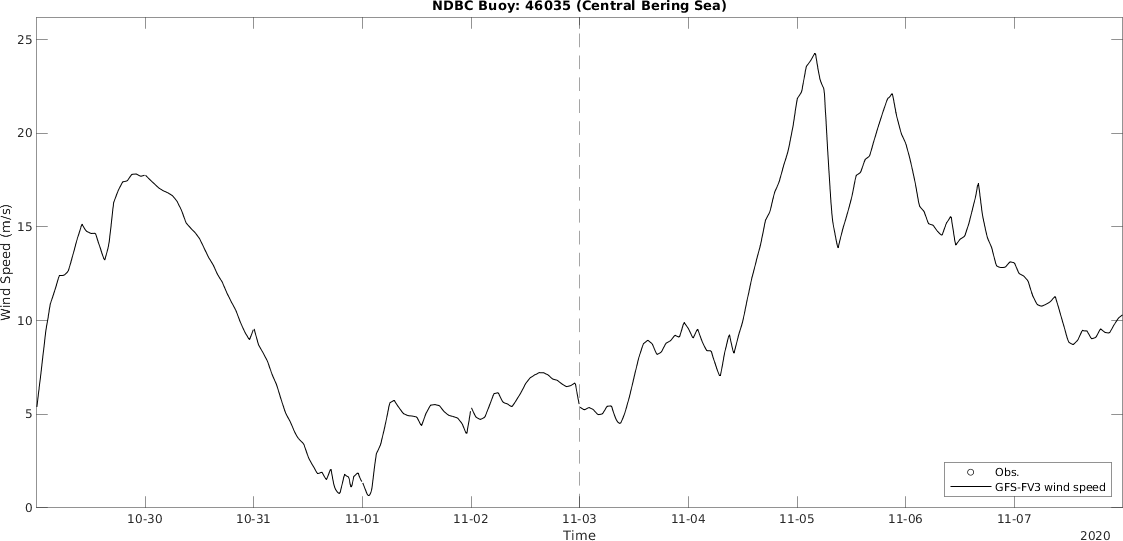 NDBC Buoy: 46035 (Central Bering Sea)
25
20
15
10
5
0
Wind Speed (m/s)
Obs.
GFS-FV3 wind speed
10-30 10-31 11-01 11-02 11-03 11-04 11-05 11-06 11-07
Time
2020